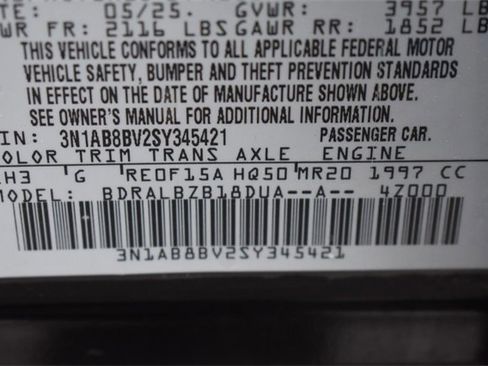 TE: 05/25. GVWR: 3957 LB
WR FR: 2116 LBS GAWR RR: 1852 LB
THIS VEHICLE CONFORMS TO ALL APPLICABLE FEDERAL MOTOR
VEHICLE SAFETY, BUMPER AND THEFT PREVENTION STANDARDS
IN EFFECT ON THE DATE OF MANUFACTURE SHOWN ABOVE.
SEE OWNER'S MANUAL FOR ADDITIONAL INFORMATION
IN: 3N1AB8BV2SY345421 PASSENGER CAR.
OLOR TRIM TRANS AXLE ENGINE
H3 G RE0F15A HQ50 MR20 1997 CC
MODEL: BDRALBZB18DUA--A-- 4Z000
3N1AB8BV2SY345421